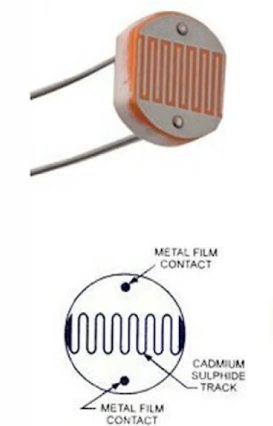 METAL FILM
CONTACT
CADMIUM
SULPHIDE
TRACK
METAL FILM
CONTACT